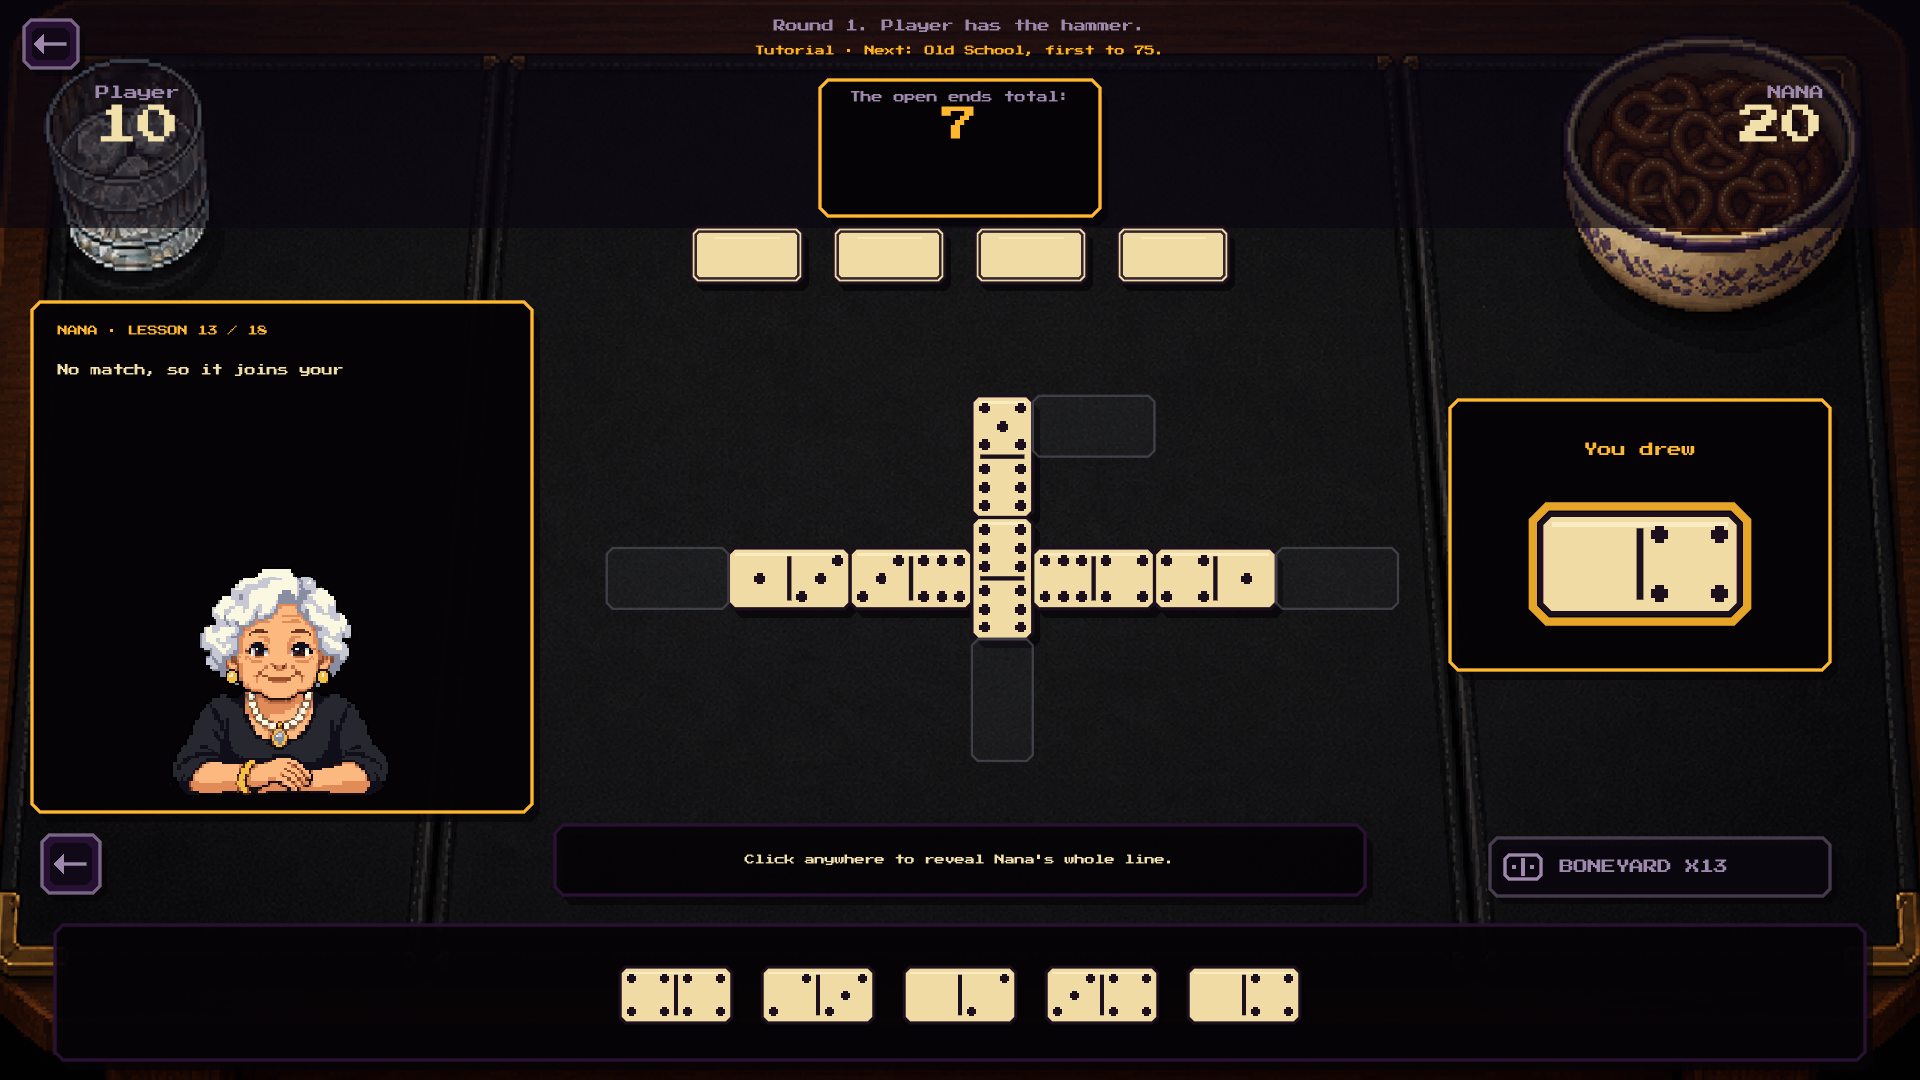 Round 1. Player has the hammer.
Tutorial · Next: Old School, first to 75.
Player
10
The open ends total:
7
NANA
20
NANA · LESSON 13 / 18
No match, so it joins your
You drew
Click anywhere to reveal Nana's whole line.
BONEYARD X13